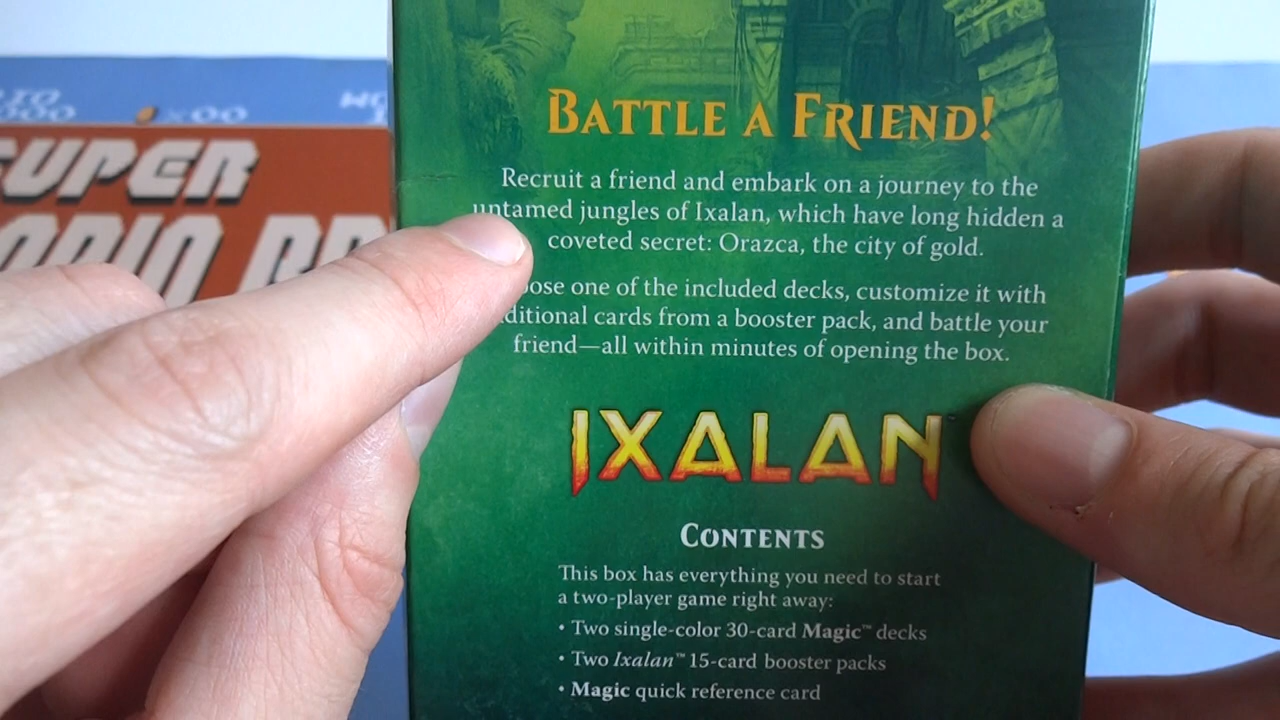 BATTLE A FRIEND!
Recruit a friend and embark on a journey to the
untamed jungles of Ixalan, which have long hidden a
coveted secret: Orazca, the city of gold.
one of the included decks, customize it with
cards from a booster pack, and battle your
friend—all within minutes of opening the box.
IXALAN
CONTENTS
This box has everything you need to start
a two-player game right away:
• Two single-color 30-card Magic™ decks
• Two Ixalan™ 15-card booster packs
• Magic quick reference card
SUPER